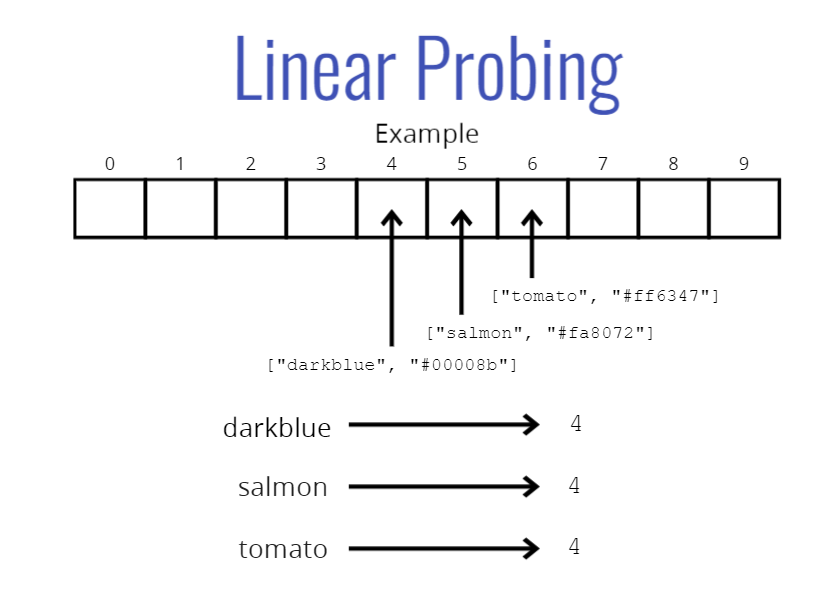 Linear Probing
Example
0 1 2 3 4 5 6 7 8 9
["tomato", "#ff6347"]
["salmon", "#fa8072"]
["darkblue", "#00008b"]
darkblue 4
salmon 4
tomato 4